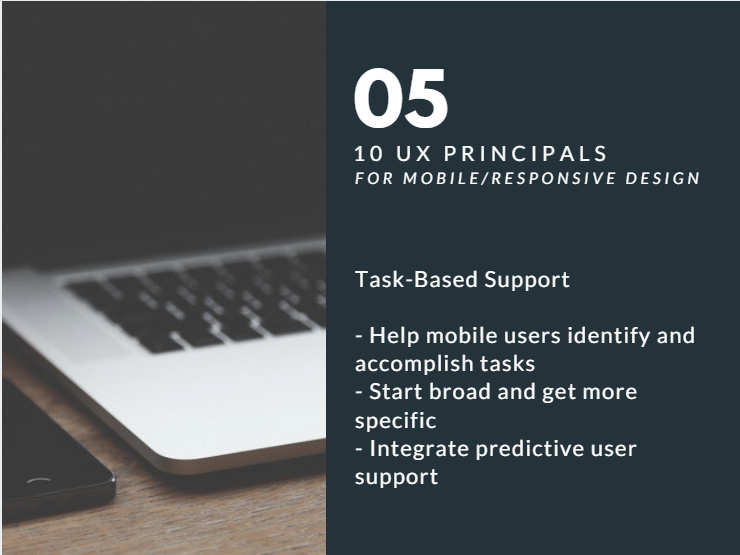 05
10 UX PRINCIPALS
FOR MOBILE/RESPONSIVE DESIGN
Task-Based Support
- Help mobile users identify and
accomplish tasks
- Start broad and get more
specific
- Integrate predictive user
support